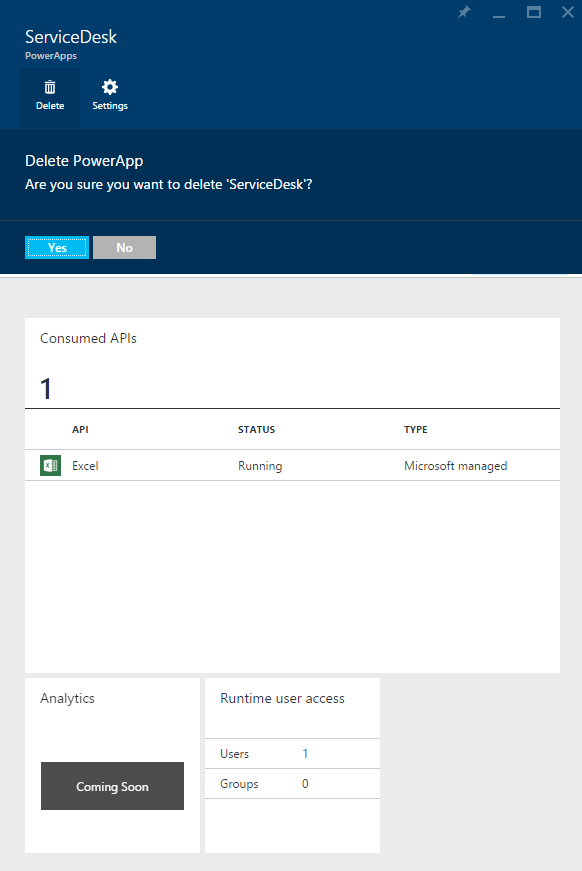 ServiceDesk
PowerApps
Delete Settings
Delete PowerApp
Are you sure you want to delete 'ServiceDesk'?
Yes No
Consumed APIs
1
API STATUS TYPE
Excel Running Microsoft managed
Analytics
Coming Soon
Runtime user access
Users 1
Groups 0